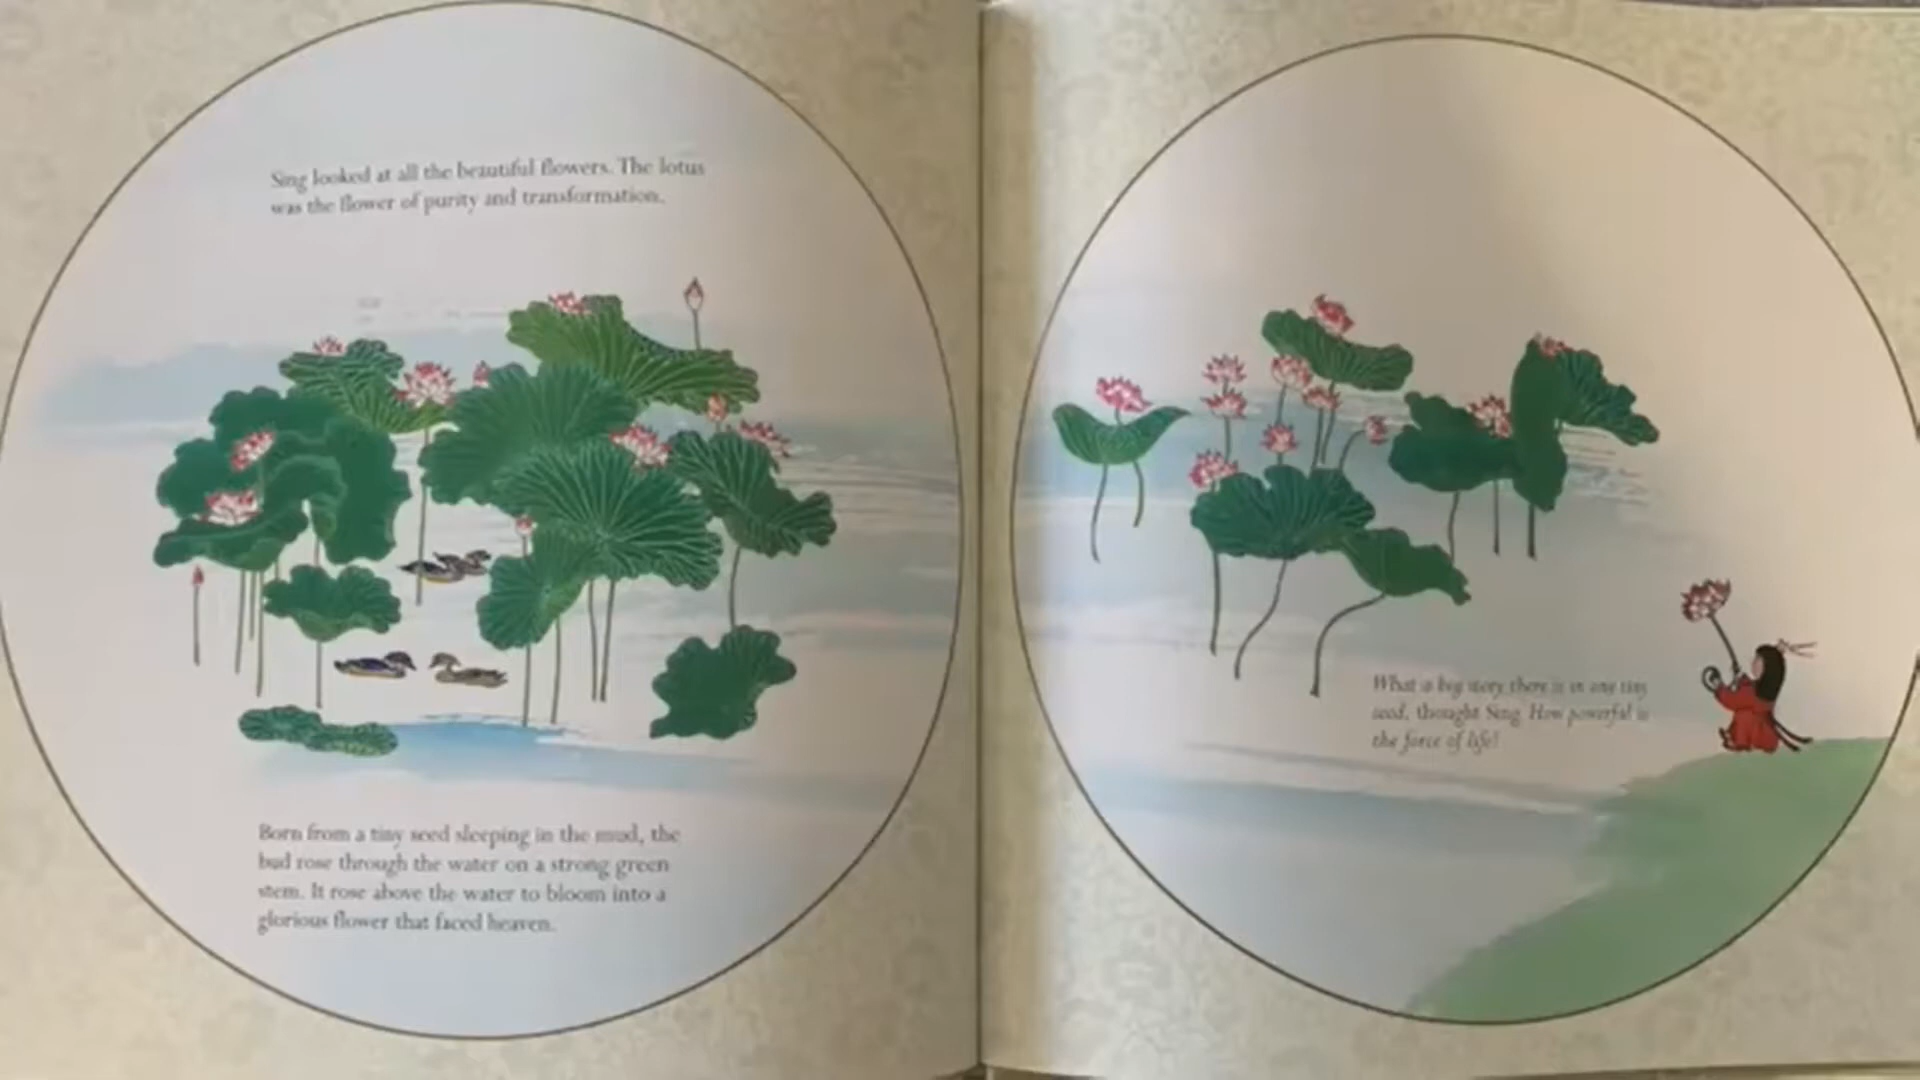 Sing looked at all the beautiful flowers. The lotus
was the flower of purity and transformation.
Born from a tiny seed sleeping in the mud, the
bud rose through the water on a strong green
stem. It rose above the water to bloom into a
glorious flower that faced heaven.
What a big story there is in one tiny
seed, thought Sing. How powerful is
the force of life!